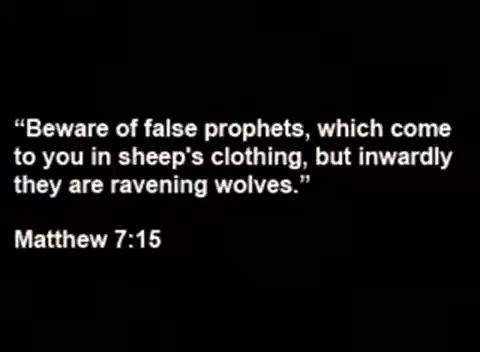 “Beware of false prophets, which come
to you in sheep's clothing, but inwardly
they are ravening wolves.”
Matthew 7:15